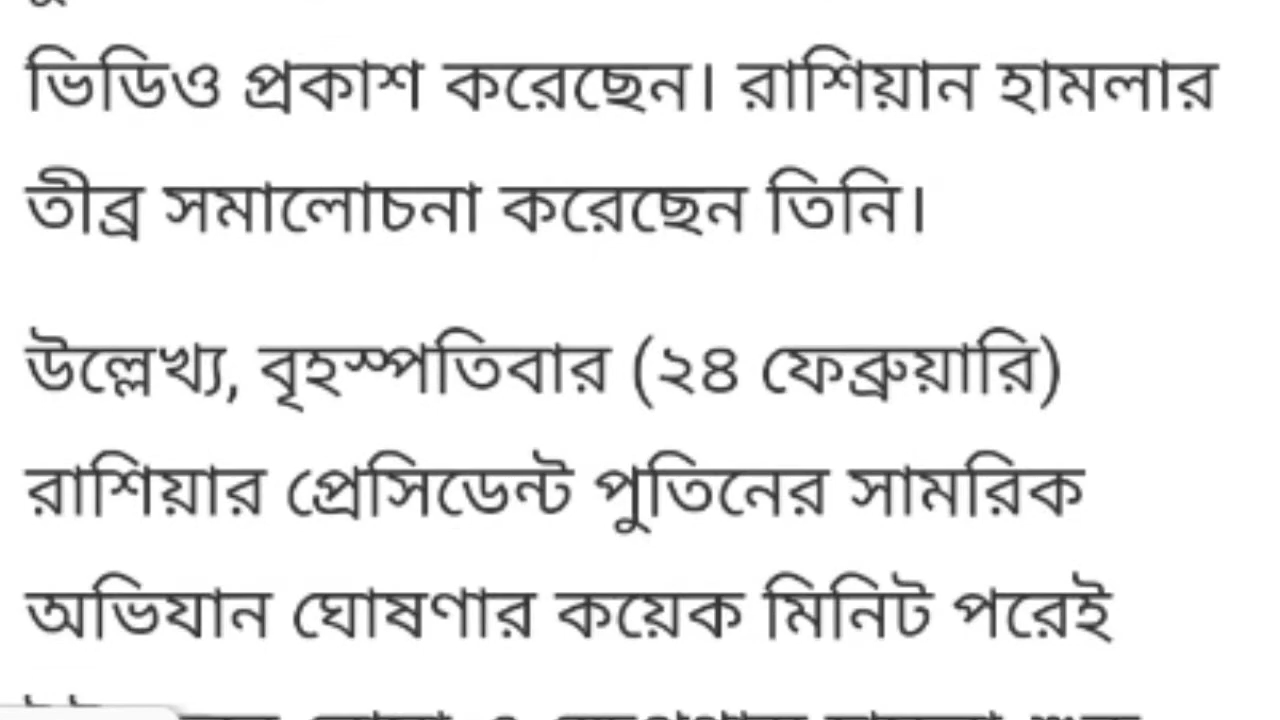 ভিডিও প্রকাশ করেছেন। রাশিয়ান হামলার
তীব্র সমালোচনা করেছেন তিনি।
উল্লেখ্য, বৃহস্পতিবার (২৪ ফেব্রুয়ারি)
রাশিয়ার প্রেসিডেন্ট পুতিনের সামরিক
অভিযান ঘোষণার কয়েক মিনিট পরেই